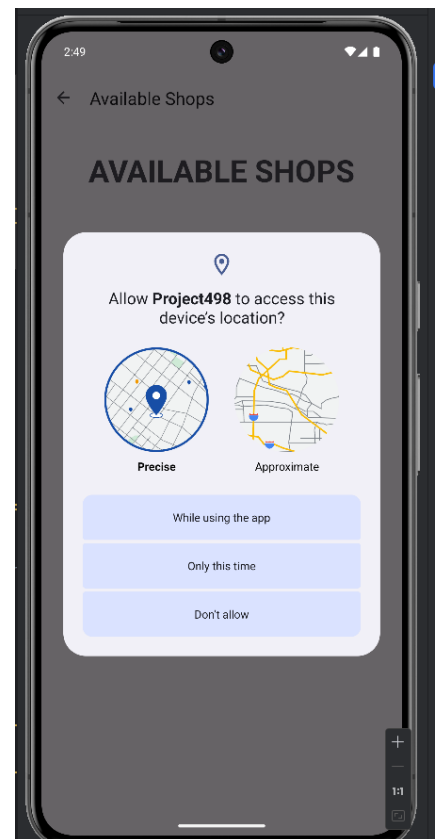 2:49
Available Shops
AVAILABLE SHOPS
Allow Project498 to access this
device's location?
Precise
Approximate
While using the app
Only this time
Don't allow
1:1